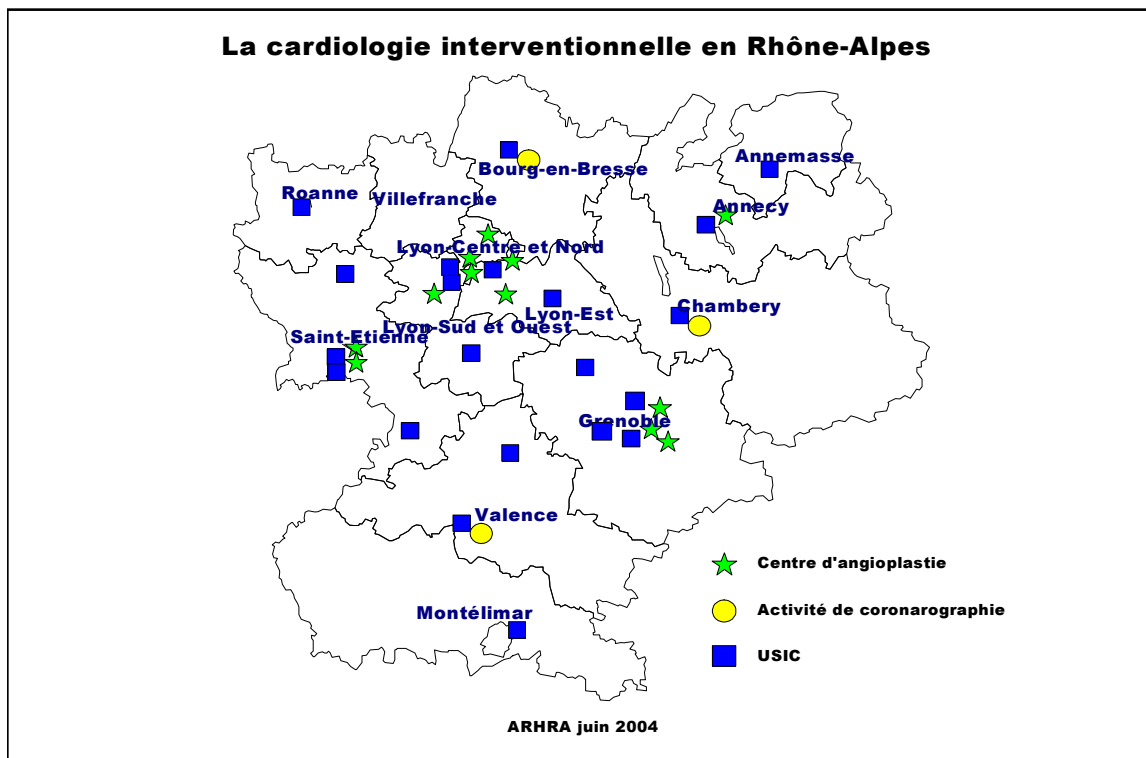 La cardiologie interventionnelle en Rhône-Alpes
Annemasse
Bourg-en-Bresse
Roanne
Villefranche
Annecy
Lyon-Centre et Nord
Chambery
Lyon-Est
Lyon-Sud et Ouest
Saint-Etienne
Grenoble
Valence
Centre d'angioplastie
Activité de coronarographie
Montélimar
USIC
ARHRA juin 2004